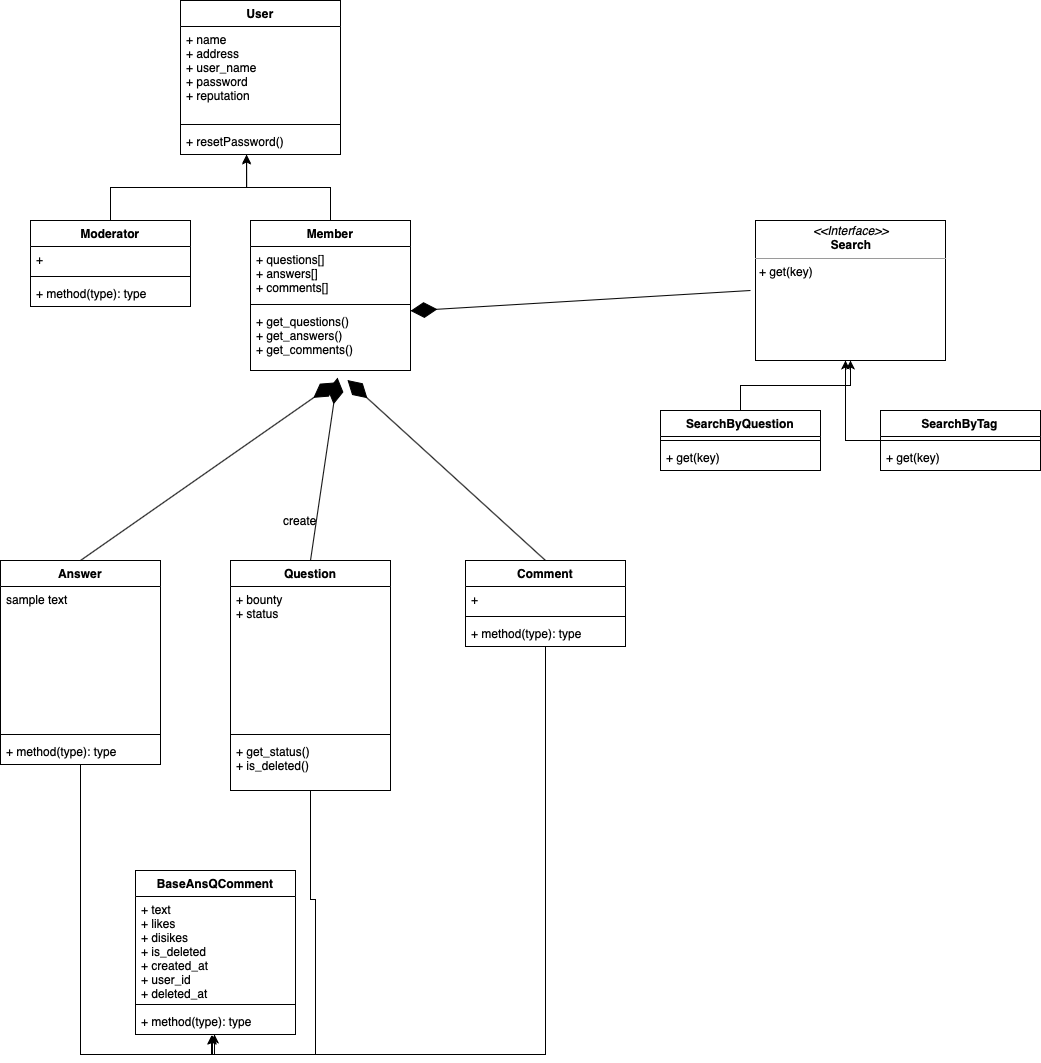 User
+ name
+ address
+ user_name
+ password
+ reputation
+ resetPassword()
Moderator
+
+ method(type): type
Member
+ questions[]
+ answers[]
+ comments[]
+ get_questions()
+ get_answers()
+ get_comments()
<<Interface>>
Search
+ get(key)
SearchByQuestion
+ get(key)
SearchByTag
+ get(key)
create
Answer
sample text
+ method(type): type
Question
+ bounty
+ status
+ get_status()
+ is_deleted()
Comment
+
+ method(type): type
BaseAnsQComment
+ text
+ likes
+ disikes
+ is_deleted
+ created_at
+ user_id
+ deleted_at
+ method(type): type